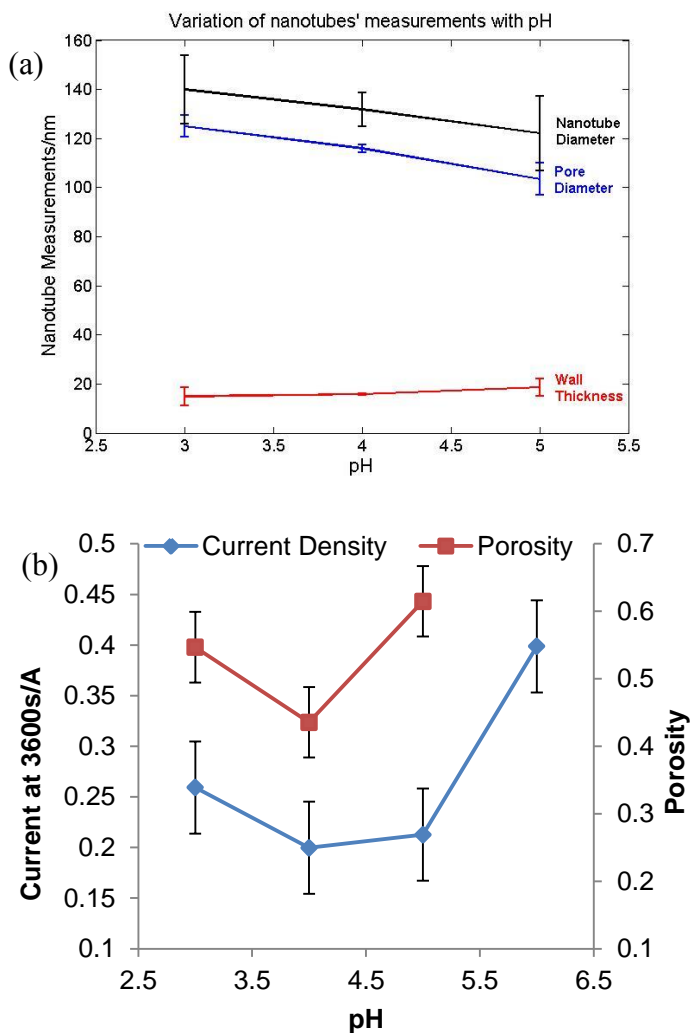 (a)
Variation of nanotubes' measurements with pH
Nanotube Measurements/nm
160
140
120
100
80
60
40
20
0
Nanotube
Diameter
Pore
Diameter
Wall
Thickness
2.5 3 3.5 4 4.5 5 5.5
pH
(b)
Current Density Porosity
Current at 3600s/A
0.5
0.45
0.4
0.35
0.3
0.25
0.2
0.15
0.1
0.7
0.6
0.5
0.4
0.3
0.2
0.1
Porosity
2.5 3.5 4.5 5.5 6.5
pH